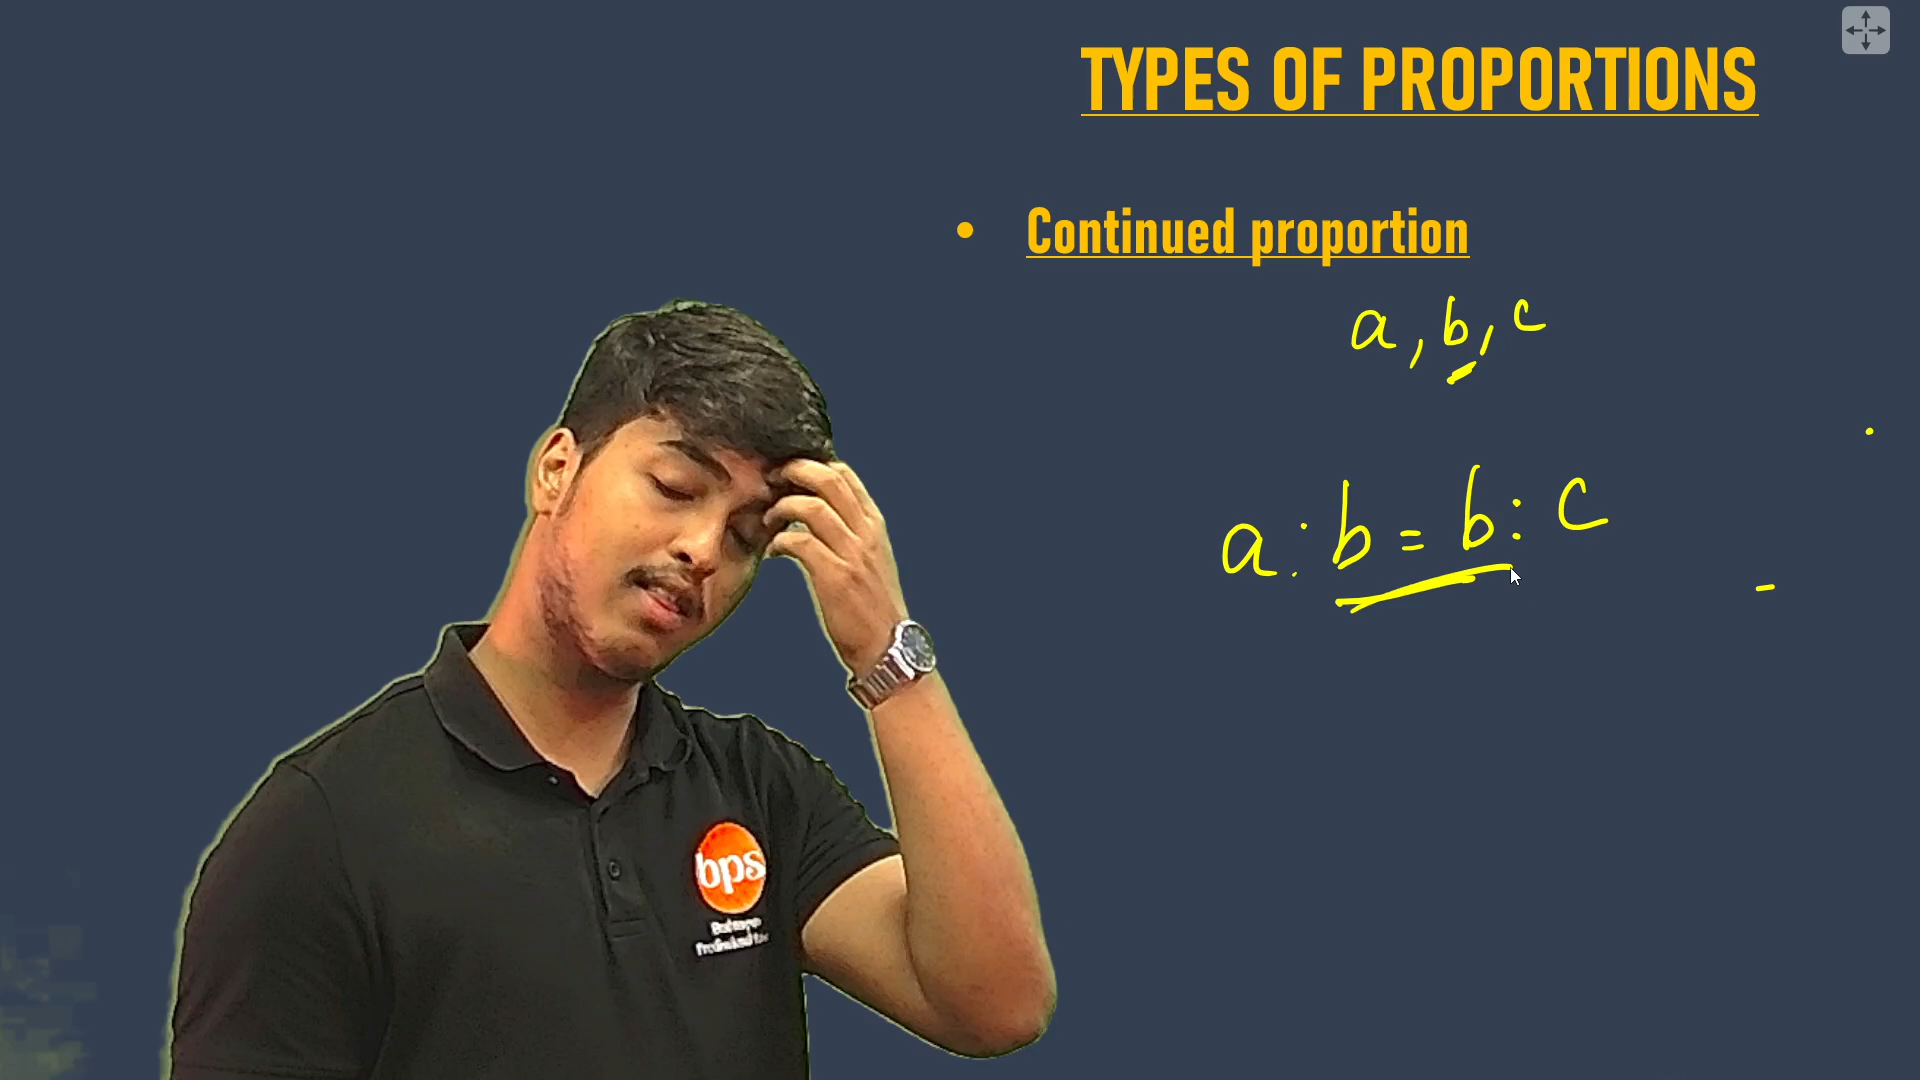 TYPES OF PROPORTIONS
• Continued proportion
a, b, c
a : b = b : c
bps